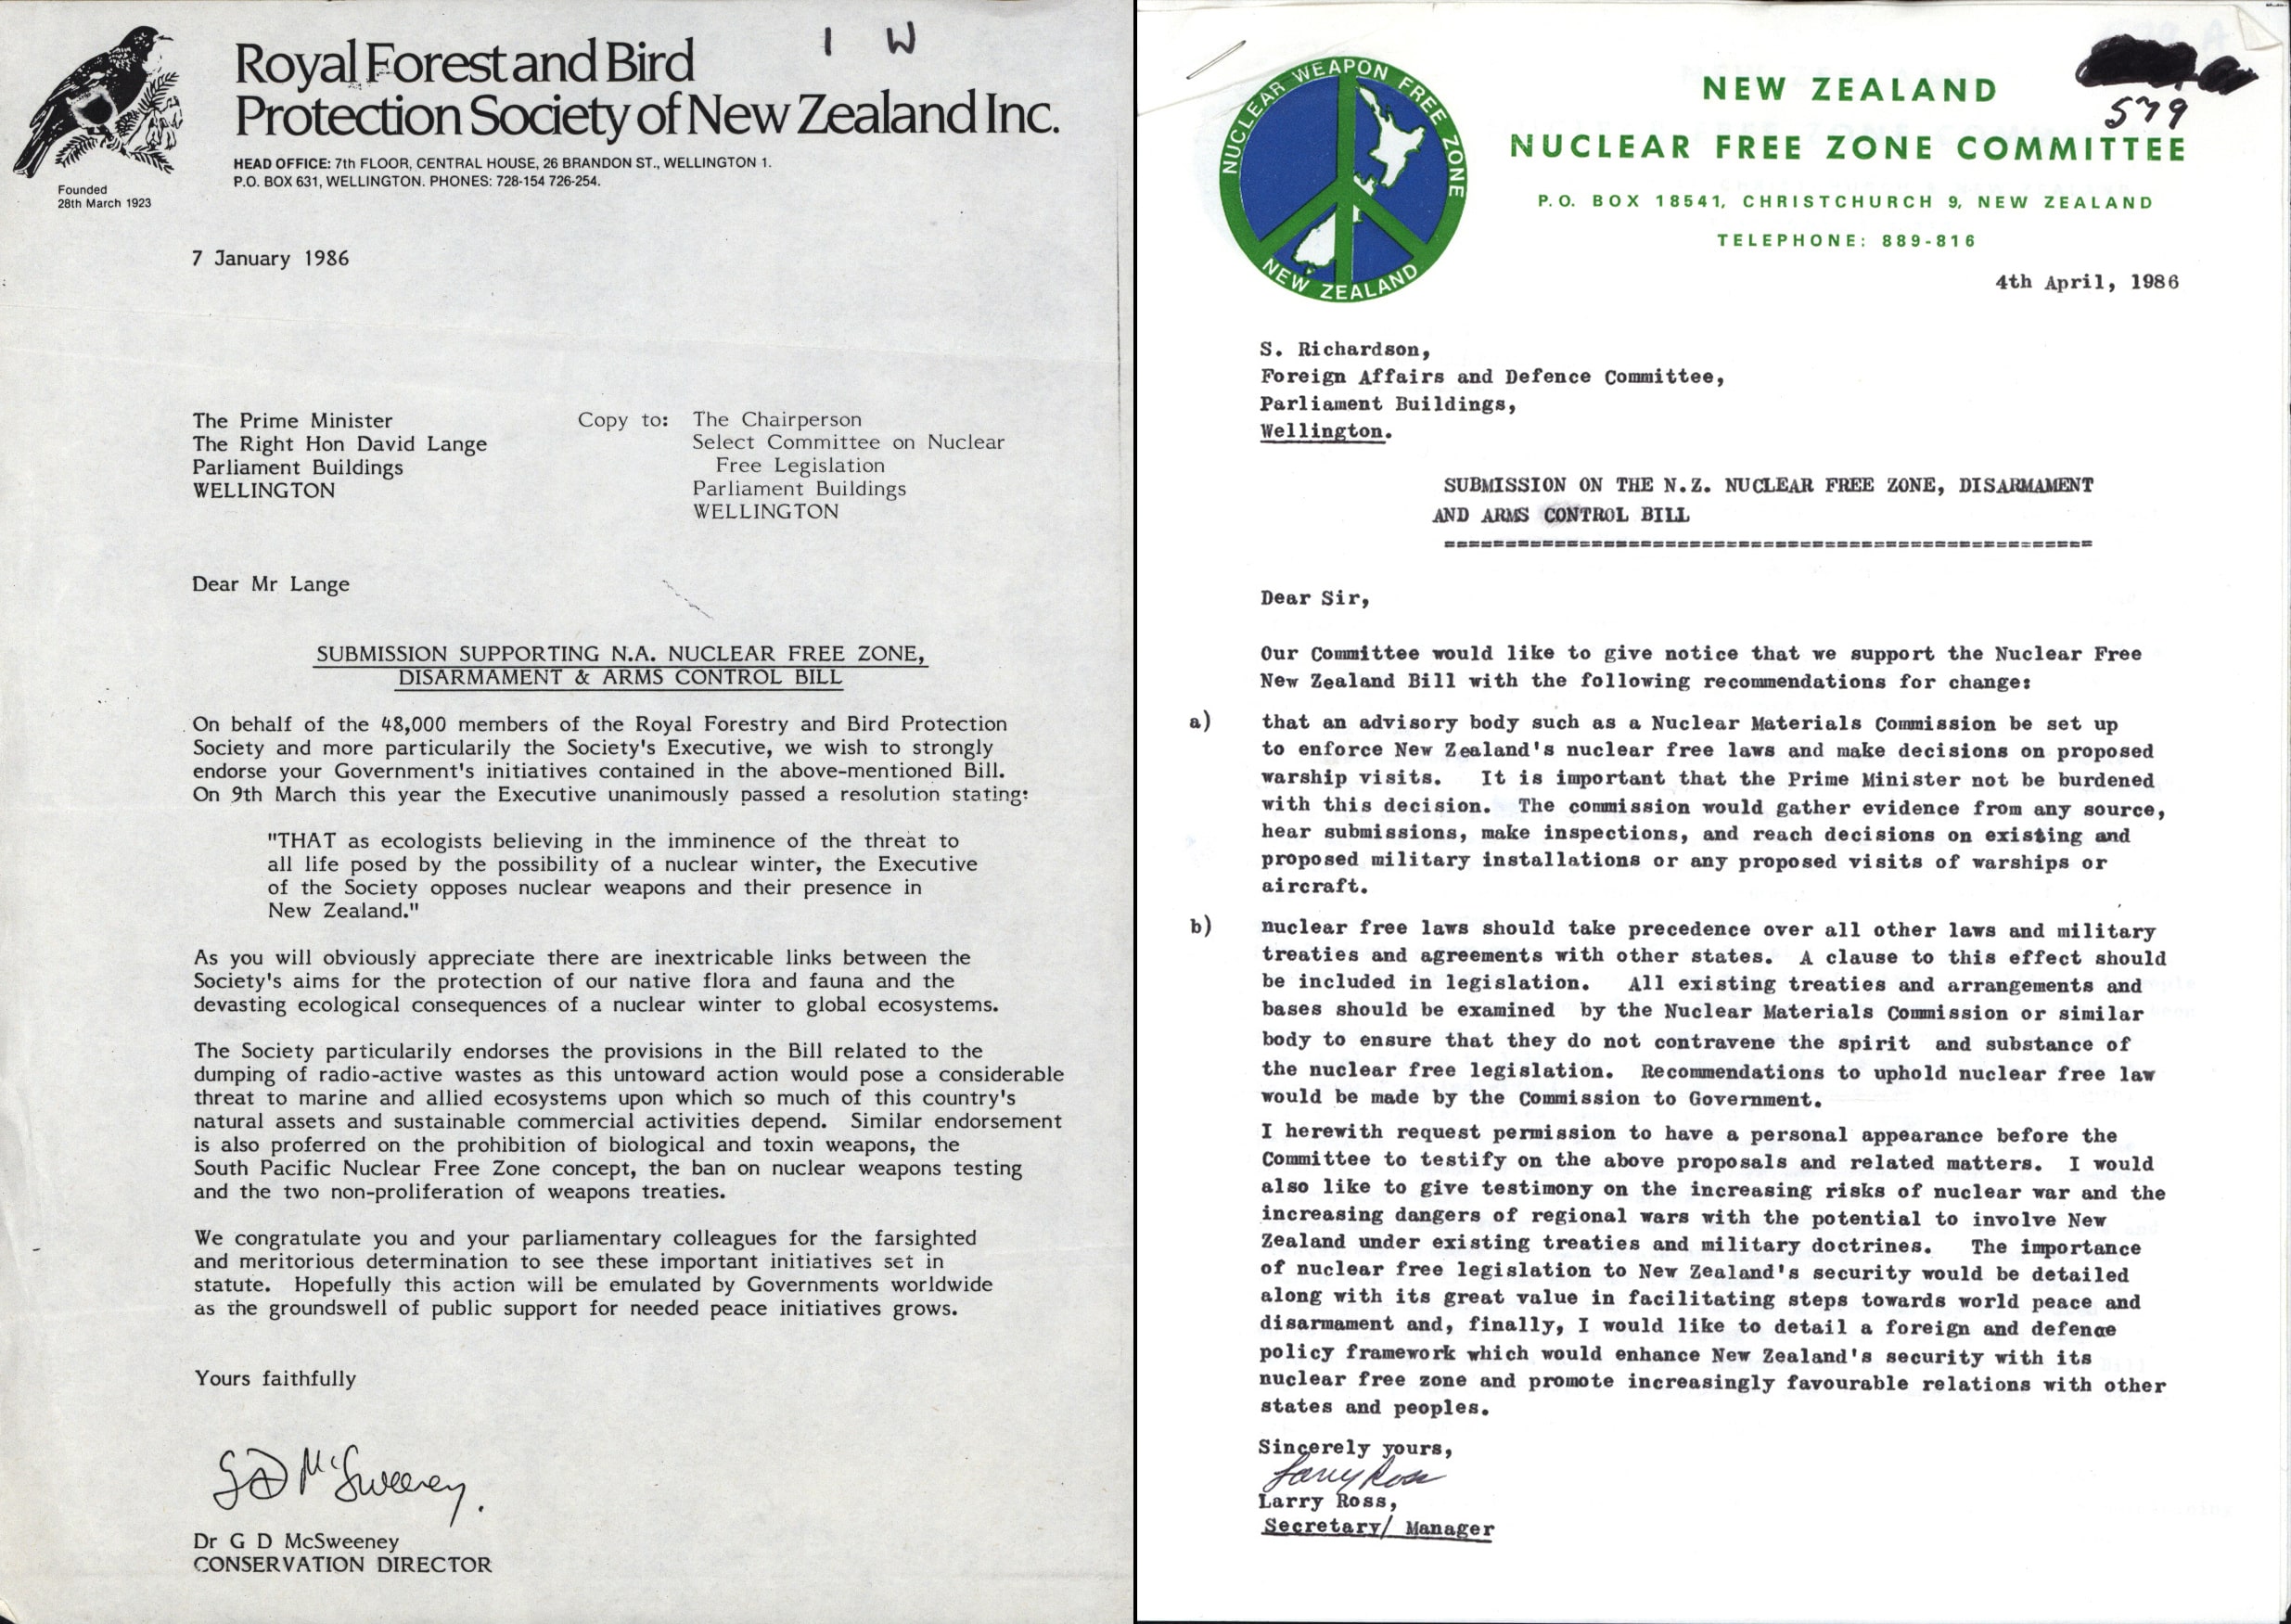 I W
Royal Forest and Bird
Protection Society of New Zealand Inc.
HEAD OFFICE: 7th FLOOR, CENTRAL HOUSE, 26 BRANDON ST., WELLINGTON 1.
P.O. BOX 631, WELLINGTON. PHONES: 728-154 726-254.
Founded
28th March 1923
7 January 1986
The Prime Minister
The Right Hon David Lange
Parliament Buildings
WELLINGTON
Copy to: The Chairperson
Select Committee on Nuclear
Free Legislation
Parliament Buildings
WELLINGTON
Dear Mr Lange
SUBMISSION SUPPORTING N.A. NUCLEAR FREE ZONE,
DISARMAMENT & ARMS CONTROL BILL
On behalf of the 48,000 members of the Royal Forestry and Bird Protection
Society and more particularily the Society's Executive, we wish to strongly
endorse your Government's initiatives contained in the above-mentioned Bill.
On 9th March this year the Executive unanimously passed a resolution stating:
"THAT as ecologists believing in the imminence of the threat to
all life posed by the possibility of a nuclear winter, the Executive
of the Society opposes nuclear weapons and their presence in
New Zealand."
As you will obviously appreciate there are inextricable links between the
Society's aims for the protection of our native flora and fauna and the
devasting ecological consequences of a nuclear winter to global ecosystems.
The Society particularily endorses the provisions in the Bill related to the
dumping of radio-active wastes as this untoward action would pose a considerable
threat to marine and allied ecosystems upon which so much of this country's
natural assets and sustainable commercial activities depend. Similar endorsement
is also proferred on the prohibition of biological and toxin weapons, the
South Pacific Nuclear Free Zone concept, the ban on nuclear weapons testing
and the two non-proliferation of weapons treaties.
We congratulate you and your parliamentary colleagues for the farsighted
and meritorious determination to see these important initiatives set in
statute. Hopefully this action will be emulated by Governments worldwide
as the groundswell of public support for needed peace initiatives grows.
Yours faithfully
GD McSweeney.
Dr G D McSweeney
CONSERVATION DIRECTOR
NUCLEAR WEAPON FREE ZONE
NEW ZEALAND
NEW ZEALAND
NUCLEAR FREE ZONE COMMITTEE
579
P.O. BOX 18541, CHRISTCHURCH 9, NEW ZEALAND
TELEPHONE: 889-816
4th April, 1986
S. Richardson,
Foreign Affairs and Defence Committee,
Parliament Buildings,
Wellington.
SUBMISSION ON THE N.Z. NUCLEAR FREE ZONE, DISARMAMENT
AND ARMS CONTROL BILL
Dear Sir,
Our Committee would like to give notice that we support the Nuclear Free
New Zealand Bill with the following recommendations for change:
a) that an advisory body such as a Nuclear Materials Commission be set up
to enforce New Zealand's nuclear free laws and make decisions on proposed
warship visits. It is important that the Prime Minister not be burdened
with this decision. The commission would gather evidence from any source,
hear submissions, make inspections, and reach decisions on existing and
proposed military installations or any proposed visits of warships or
aircraft.
b) nuclear free laws should take precedence over all other laws and military
treaties and agreements with other states. A clause to this effect should
be included in legislation. All existing treaties and arrangements and
bases should be examined by the Nuclear Materials Commission or similar
body to ensure that they do not contravene the spirit and substance of
the nuclear free legislation. Recommendations to uphold nuclear free law
would be made by the Commission to Government.
I herewith request permission to have a personal appearance before the
Committee to testify on the above proposals and related matters. I would
also like to give testimony on the increasing risks of nuclear war and the
increasing dangers of regional wars with the potential to involve New
Zealand under existing treaties and military doctrines. The importance
of nuclear free legislation to New Zealand's security would be detailed
along with its great value in facilitating steps towards world peace and
disarmament and, finally, I would like to detail a foreign and defence
policy framework which would enhance New Zealand's security with its
nuclear free zone and promote increasingly favourable relations with other
states and peoples.
Sincerely yours,
Larry Ross
Larry Ross,
Secretary/ Manager